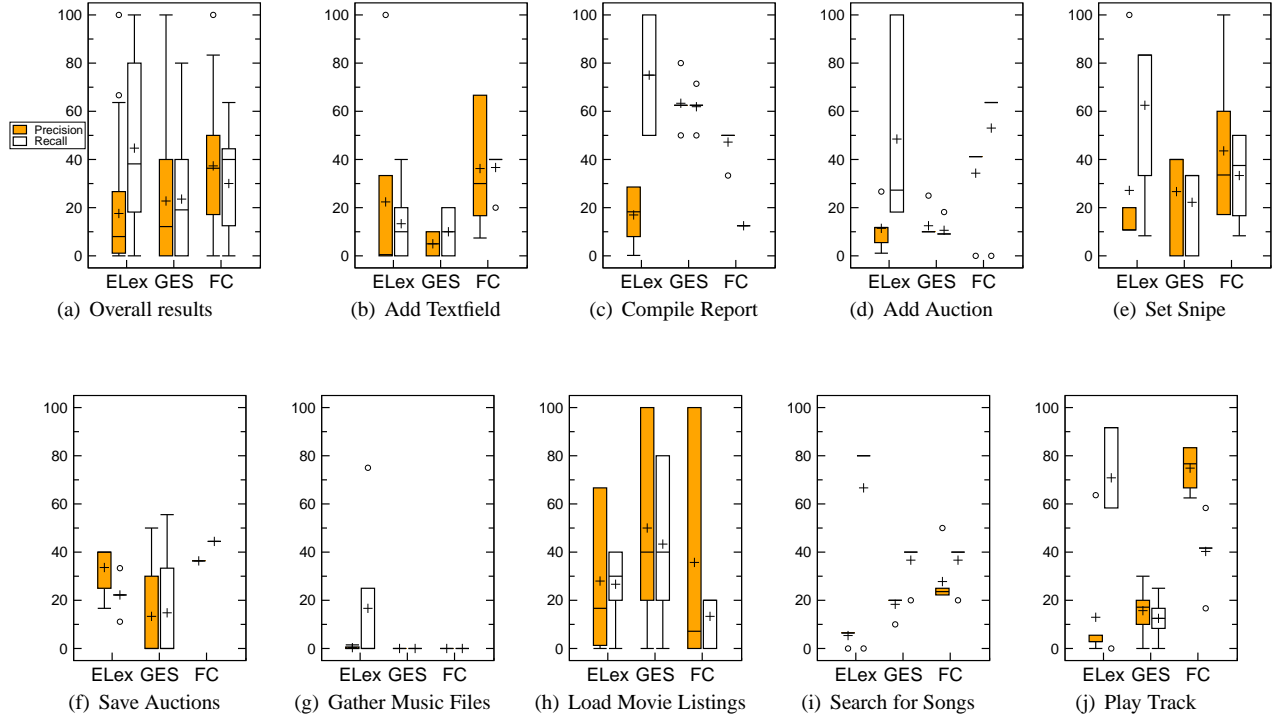 100
80
60
40
20
0
Precision
Recall
ELex GES FC
(a) Overall results
100
80
60
40
20
0
ELex GES FC
(b) Add Textfield
100
80
60
40
20
0
ELex GES FC
(c) Compile Report
100
80
60
40
20
0
ELex GES FC
(d) Add Auction
100
80
60
40
20
0
ELex GES FC
(e) Set Snipe
100
80
60
40
20
0
ELex GES FC
(f) Save Auctions
100
80
60
40
20
0
ELex GES FC
(g) Gather Music Files
100
80
60
40
20
0
ELex GES FC
(h) Load Movie Listings
100
80
60
40
20
0
ELex GES FC
(i) Search for Songs
100
80
60
40
20
0
ELex GES FC
(j) Play Track